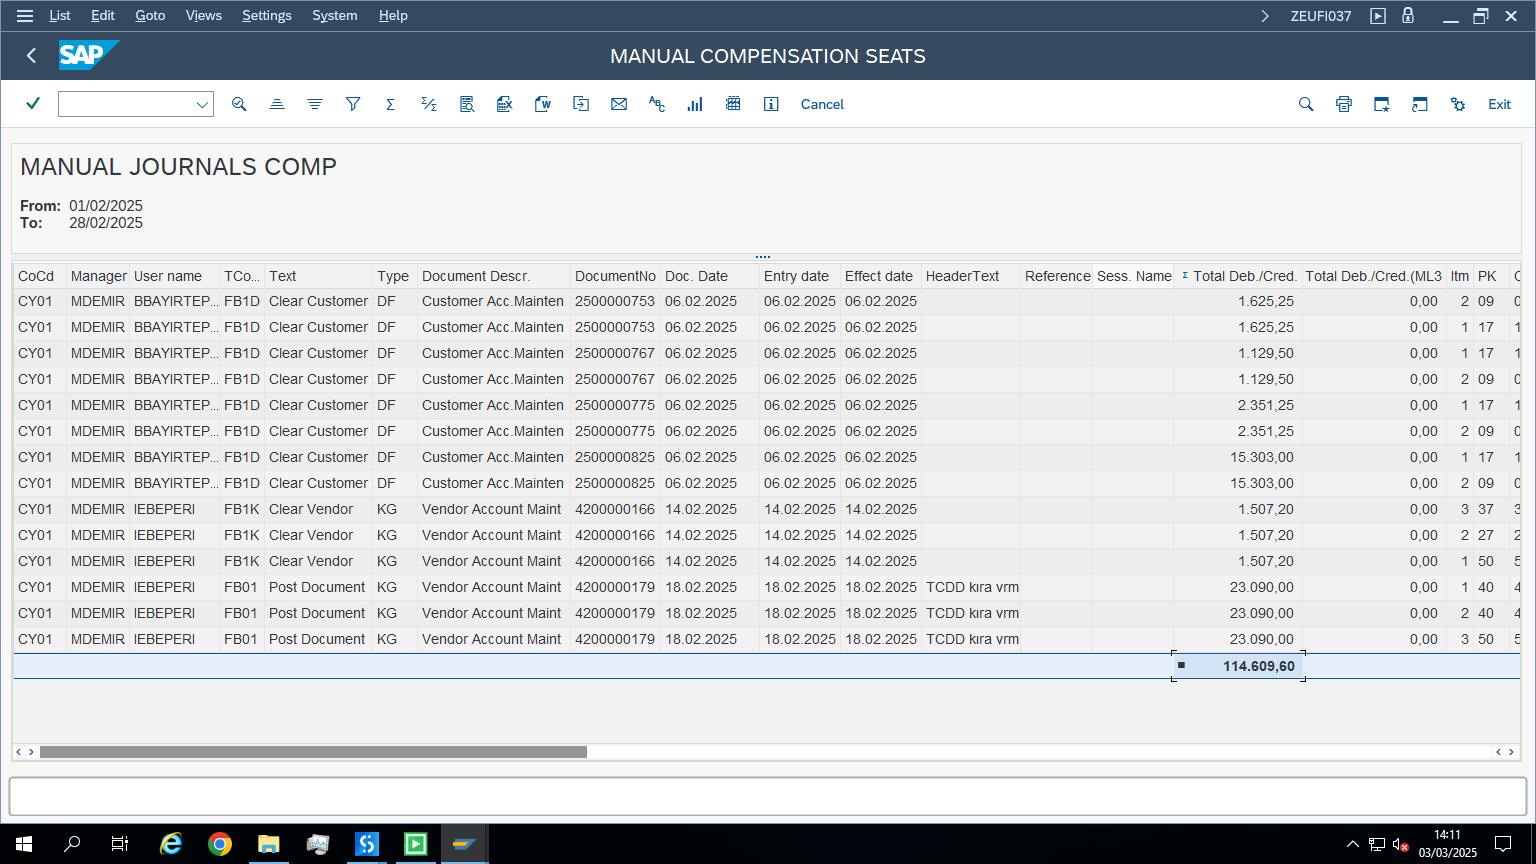 List Edit Goto Views Settings System Help ZEUFI037
SAP MANUAL COMPENSATION SEATS
Cancel Exit
MANUAL JOURNALS COMP
From: 01/02/2025
To: 28/02/2025
CoCd Manager User name TCo... Text Type Document Descr. DocumentNo Doc. Date Entry date Effect date HeaderText Reference Sess. Name Σ Total Deb./Cred. Total Deb./Cred.(ML3 Itm PK
CY01 MDEMIR BBAYIRTEP... FB1D Clear Customer DF Customer Acc.Mainten 2500000753 06.02.2025 06.02.2025 06.02.2025 1.625,25 0,00 2 09 0
CY01 MDEMIR BBAYIRTEP... FB1D Clear Customer DF Customer Acc.Mainten 2500000753 06.02.2025 06.02.2025 06.02.2025 1.625,25 0,00 1 17 1
CY01 MDEMIR BBAYIRTEP... FB1D Clear Customer DF Customer Acc.Mainten 2500000767 06.02.2025 06.02.2025 06.02.2025 1.129,50 0,00 1 17 1
CY01 MDEMIR BBAYIRTEP... FB1D Clear Customer DF Customer Acc.Mainten 2500000767 06.02.2025 06.02.2025 06.02.2025 1.129,50 0,00 2 09 0
CY01 MDEMIR BBAYIRTEP... FB1D Clear Customer DF Customer Acc.Mainten 2500000775 06.02.2025 06.02.2025 06.02.2025 2.351,25 0,00 1 17 1
CY01 MDEMIR BBAYIRTEP... FB1D Clear Customer DF Customer Acc.Mainten 2500000775 06.02.2025 06.02.2025 06.02.2025 2.351,25 0,00 2 09 0
CY01 MDEMIR BBAYIRTEP... FB1D Clear Customer DF Customer Acc.Mainten 2500000825 06.02.2025 06.02.2025 06.02.2025 15.303,00 0,00 1 17 1
CY01 MDEMIR BBAYIRTEP... FB1D Clear Customer DF Customer Acc.Mainten 2500000825 06.02.2025 06.02.2025 06.02.2025 15.303,00 0,00 2 09 0
CY01 MDEMIR IEBEPERI FB1K Clear Vendor KG Vendor Account Maint 4200000166 14.02.2025 14.02.2025 14.02.2025 1.507,20 0,00 3 37 3
CY01 MDEMIR IEBEPERI FB1K Clear Vendor KG Vendor Account Maint 4200000166 14.02.2025 14.02.2025 14.02.2025 1.507,20 0,00 2 27 2
CY01 MDEMIR IEBEPERI FB1K Clear Vendor KG Vendor Account Maint 4200000166 14.02.2025 14.02.2025 14.02.2025 1.507,20 0,00 1 50 5
CY01 MDEMIR IEBEPERI FB01 Post Document KG Vendor Account Maint 4200000179 18.02.2025 18.02.2025 18.02.2025 TCDD kıra vrm 23.090,00 0,00 1 40 4
CY01 MDEMIR IEBEPERI FB01 Post Document KG Vendor Account Maint 4200000179 18.02.2025 18.02.2025 18.02.2025 TCDD kıra vrm 23.090,00 0,00 2 40 4
CY01 MDEMIR IEBEPERI FB01 Post Document KG Vendor Account Maint 4200000179 18.02.2025 18.02.2025 18.02.2025 TCDD kıra vrm 23.090,00 0,00 3 50 5
114.609,60
14:11
03/03/2025